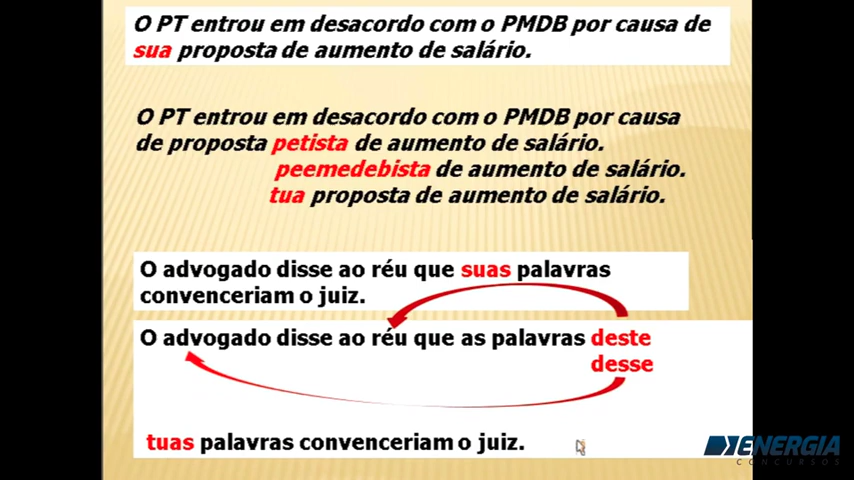 O PT entrou em desacordo com o PMDB por causa de
sua proposta de aumento de salário.
O PT entrou em desacordo com o PMDB por causa
de proposta petista de aumento de salário.
peemedebista de aumento de salário.
tua proposta de aumento de salário.
O advogado disse ao réu que suas palavras
convenceriam o juiz.
O advogado disse ao réu que as palavras deste
desse
tuas palavras convenceriam o juiz.
ENERGIA
CONCURSOS